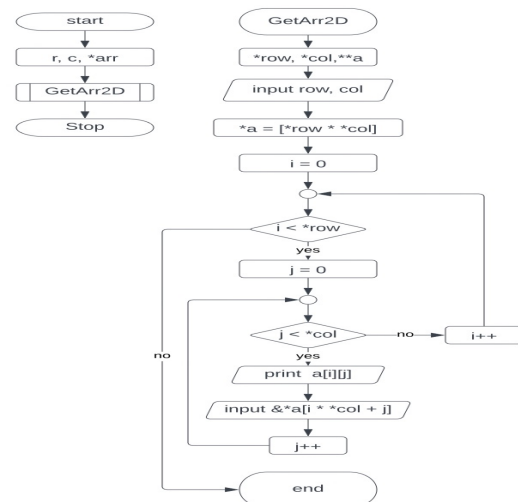 start
r, c, *arr
GetArr2D
Stop
GetArr2D
*row, *col,**a
input row, col
*a = [*row * *col]
i = 0
i < *row
yes
j = 0
j < *col
no
i++
yes
no
print a[i][j]
input &*a[i * *col + j]
j++
end